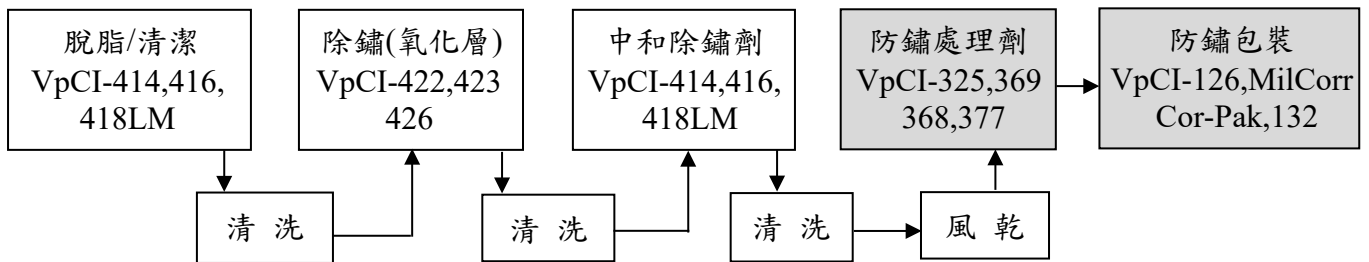 脫脂/清潔
VpCI-414,416,
418LM
除鏽(氧化層)
VpCI-422,423
426
中和除鏽劑
VpCI-414,416,
418LM
防鏽處理劑
VpCI-325,369
368,377
防鏽包裝
VpCI-126,MilCorr
Cor-Pak,132
清 洗
清 洗
清 洗
風 乾